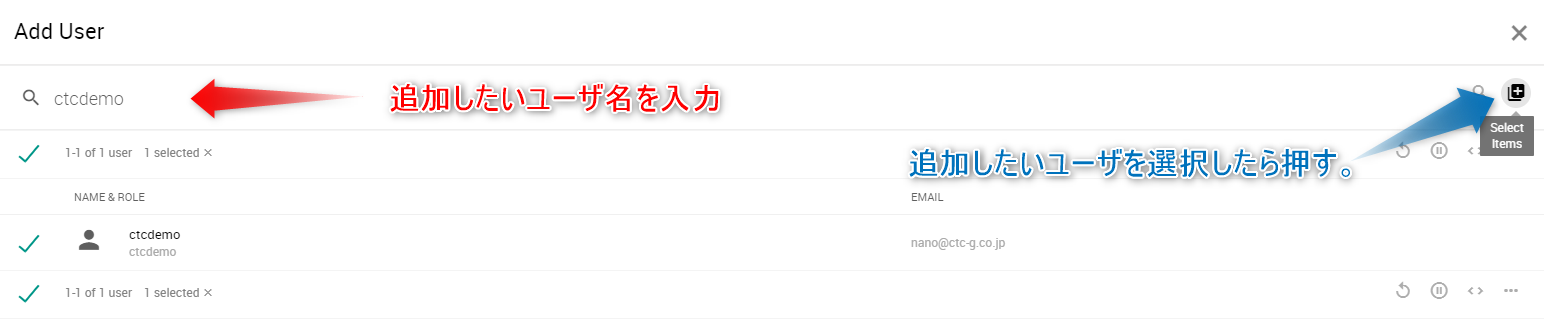 Add User
ctcdemo
追加したいユーザ名を入力
Select
Items
1-1 of 1 user 1 selected ×
追加したいユーザを選択したら押す。
NAME & ROLE EMAIL
ctcdemo
ctcdemo
nano@ctc-g.co.jp
1-1 of 1 user 1 selected ×